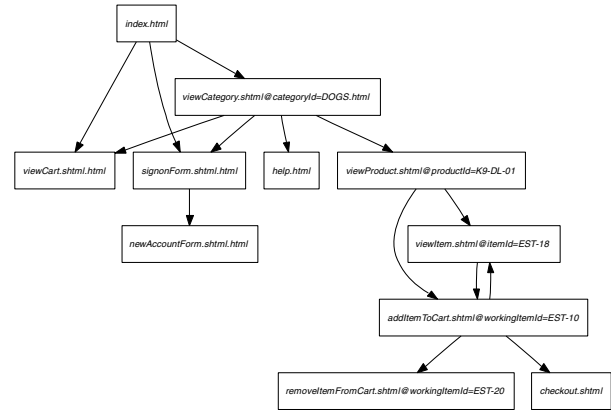 index.html
viewCategory.shtml@categoryId=DOGS.html
viewCart.shtml.html
signonForm.shtml.html
help.html
viewProduct.shtml@productId=K9-DL-01
newAccountForm.shtml.html
viewItem.shtml@itemId=EST-18
addItemToCart.shtml@workingItemId=EST-10
removeItemFromCart.shtml@workingItemId=EST-20
checkout.shtml